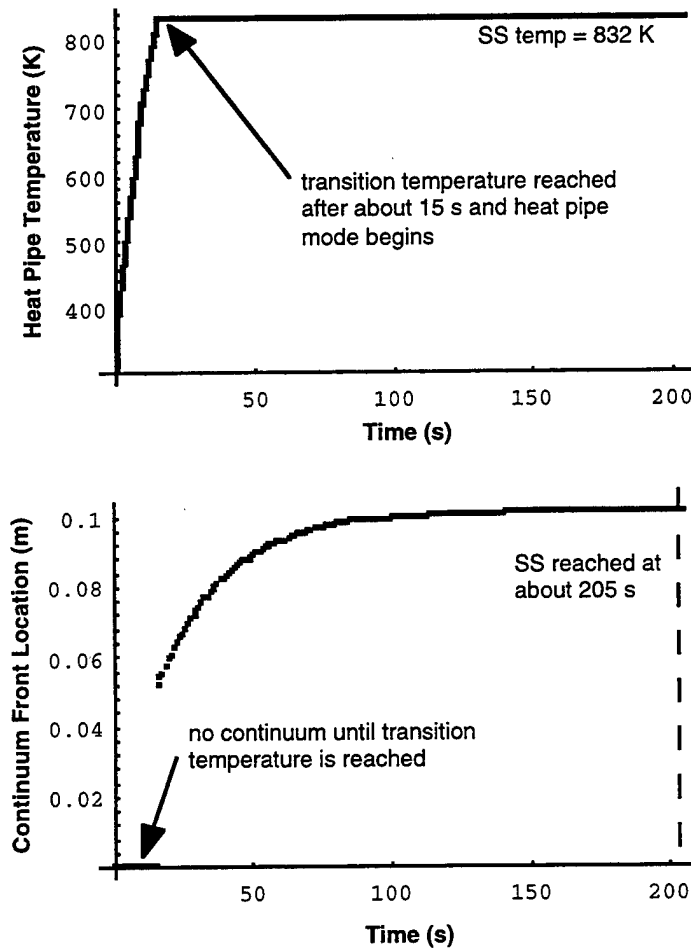 Heat Pipe Temperature (K)
800
700
600
500
400
SS temp = 832 K
transition temperature reached
after about 15 s and heat pipe
mode begins
50
100
150
200
Time (s)
Continuum Front Location (m)
0.1
0.08
0.06
0.04
0.02
SS reached at
about 205 s
no continuum until transition
temperature is reached
50
100
150
200
Time (s)